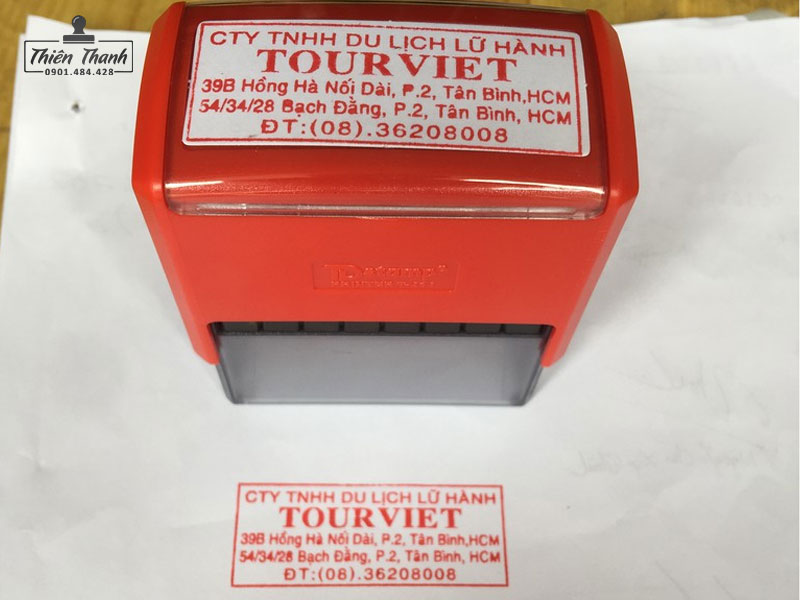 Thiên Thanh
0901.484.428
CTY TNHH DU LỊCH LỮ HÀNH
TOURVIET
39B Hồng Hà Nối Dài, P.2, Tân Bình,HCM
54/34/28 Bạch Đằng, P.2, Tân Bình, HCM
ĐT:(08).36208008
CTY TNHH DU LỊCH LỮ HÀNH
TOURVIET
39B Hồng Hà Nối Dài, P.2, Tân Bình,HCM
54/34/28 Bạch Đằng, P.2, Tân Bình, HCM
ĐT:(08).36208008